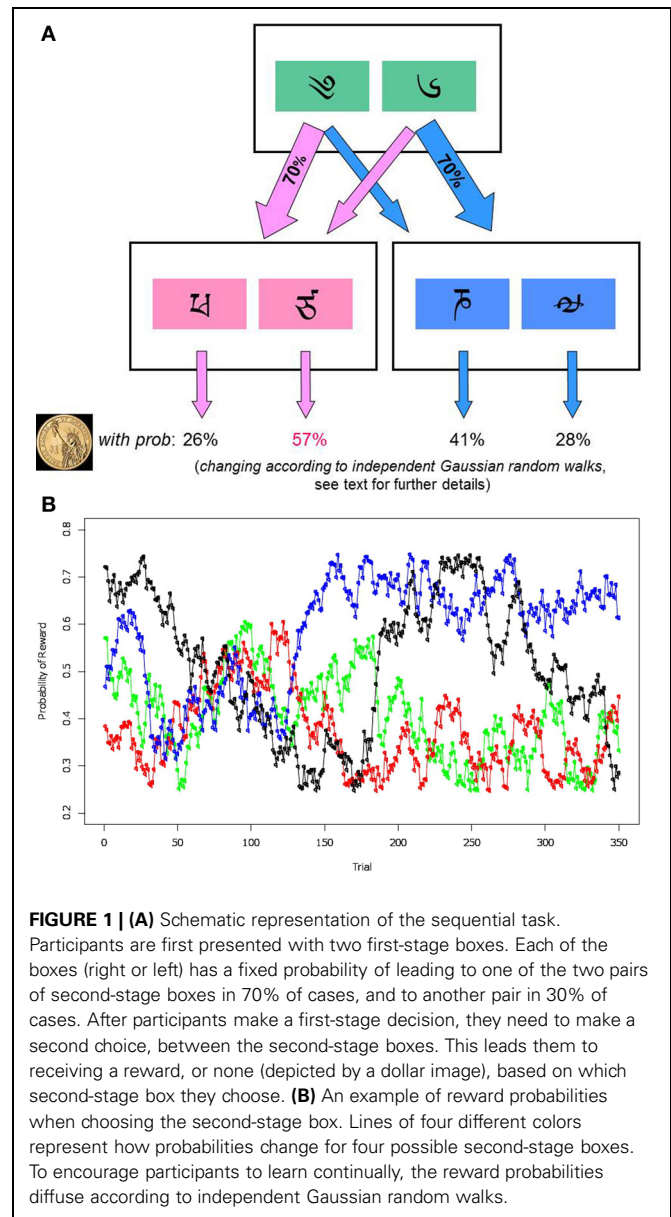 A
70%
70%
with prob: 26% 57% 41% 28%
(changing according to independent Gaussian random walks,
see text for further details)
B
Probability of Reward
0.8
0.7
0.6
0.5
0.4
0.3
0.2
0 50 100 150 200 250 300 350
Trial
FIGURE 1 | (A) Schematic representation of the sequential task.
Participants are first presented with two first-stage boxes. Each of the
boxes (right or left) has a fixed probability of leading to one of the two pairs
of second-stage boxes in 70% of cases, and to another pair in 30% of
cases. After participants make a first-stage decision, they need to make a
second choice, between the second-stage boxes. This leads them to
receiving a reward, or none (depicted by a dollar image), based on which
second-stage box they choose. (B) An example of reward probabilities
when choosing the second-stage box. Lines of four different colors
represent how probabilities change for four possible second-stage boxes.
To encourage participants to learn continually, the reward probabilities
diffuse according to independent Gaussian random walks.